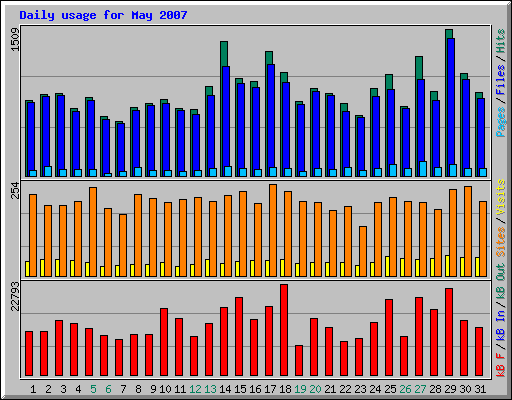 Daily usage for May 2007
1509
Pages / Files / Hits
254
Sites / Visits
22793
kB F / kB In / kB Out
1 2 3 4 5 6 7 8 9 10 11 12 13 14 15 16 17 18 19 20 21 22 23 24 25 26 27 28 29 30 31